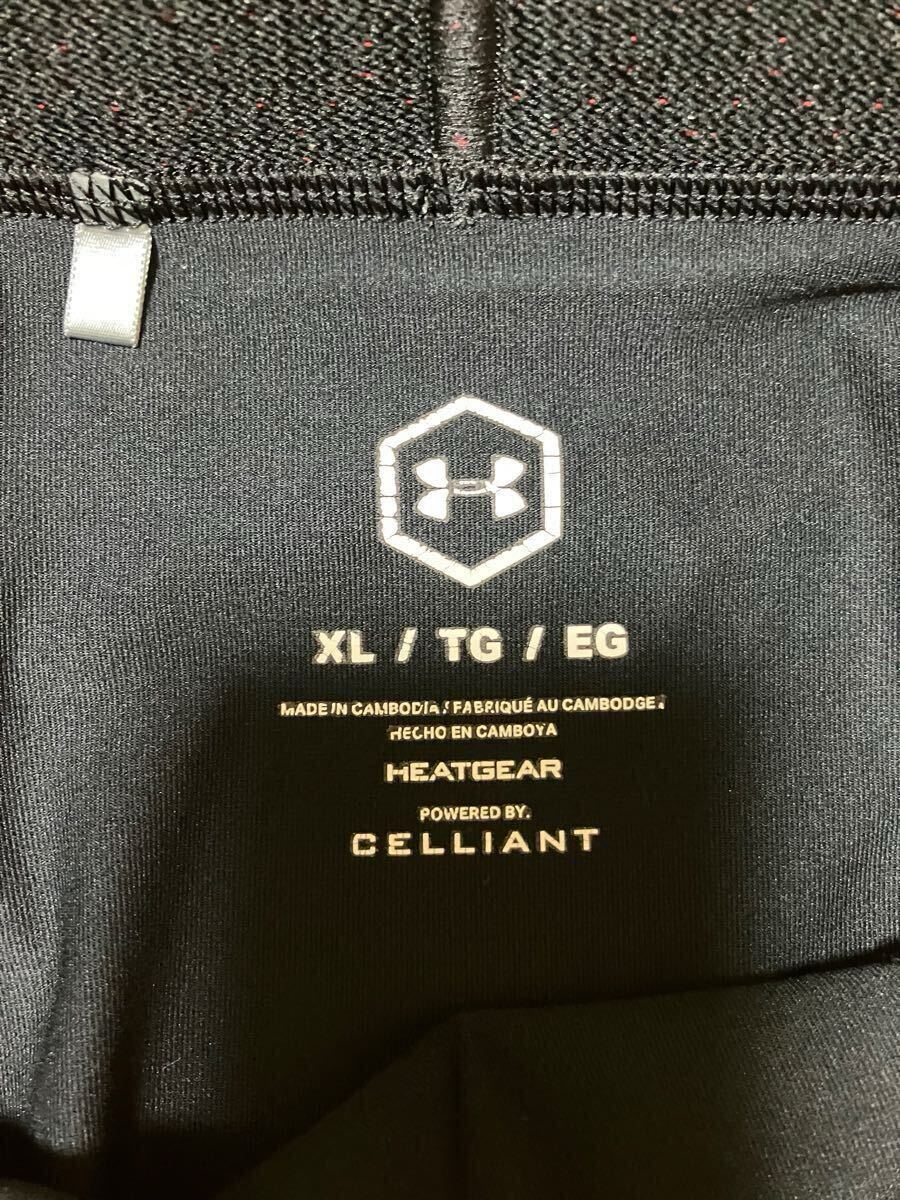 XL / TG / EG
MADE IN CAMBODIA / FABRIQUÉ AU CAMBODGE /
HECHO EN CAMBOYA
HEATGEAR
POWERED BY
CELLIANT